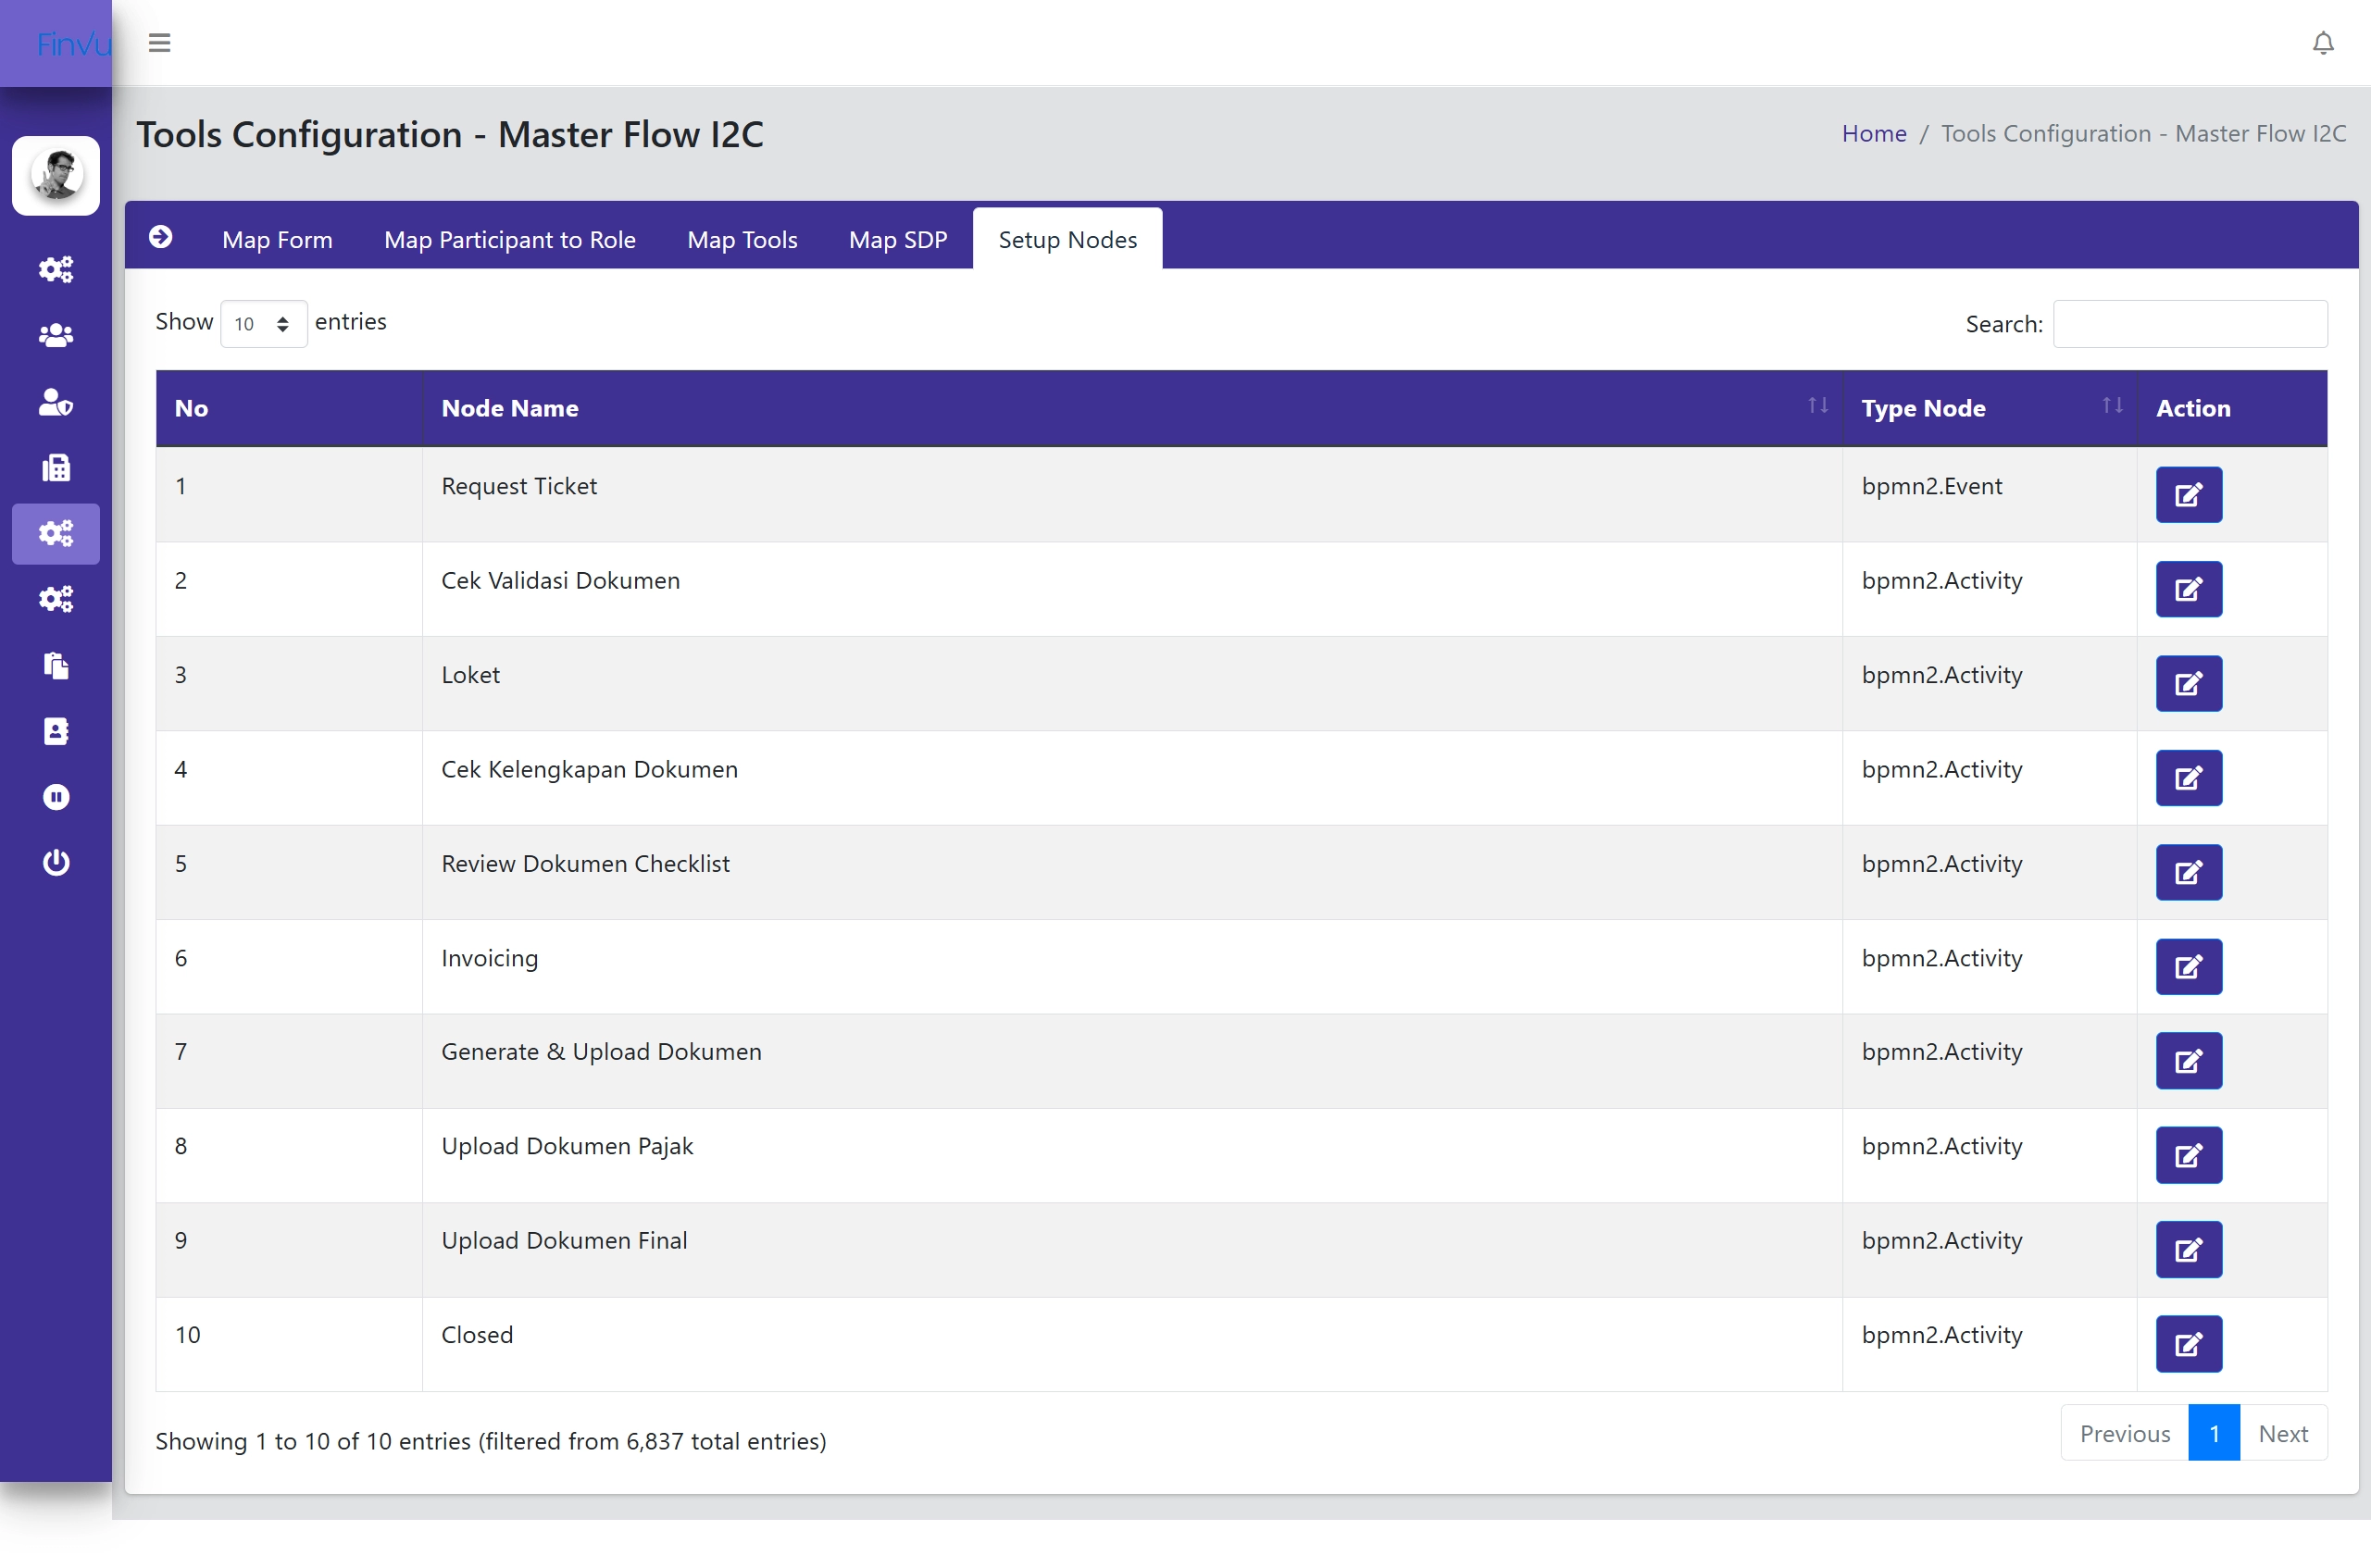 FinVu
Tools Configuration - Master Flow I2C
Home / Tools Configuration - Master Flow I2C
Map Form Map Participant to Role Map Tools Map SDP Setup Nodes
Show 10 entries Search:
No Node Name Type Node Action
1 Request Ticket bpmn2.Event
2 Cek Validasi Dokumen bpmn2.Activity
3 Loket bpmn2.Activity
4 Cek Kelengkapan Dokumen bpmn2.Activity
5 Review Dokumen Checklist bpmn2.Activity
6 Invoicing bpmn2.Activity
7 Generate & Upload Dokumen bpmn2.Activity
8 Upload Dokumen Pajak bpmn2.Activity
9 Upload Dokumen Final bpmn2.Activity
10 Closed bpmn2.Activity
Showing 1 to 10 of 10 entries (filtered from 6,837 total entries)
Previous 1 Next